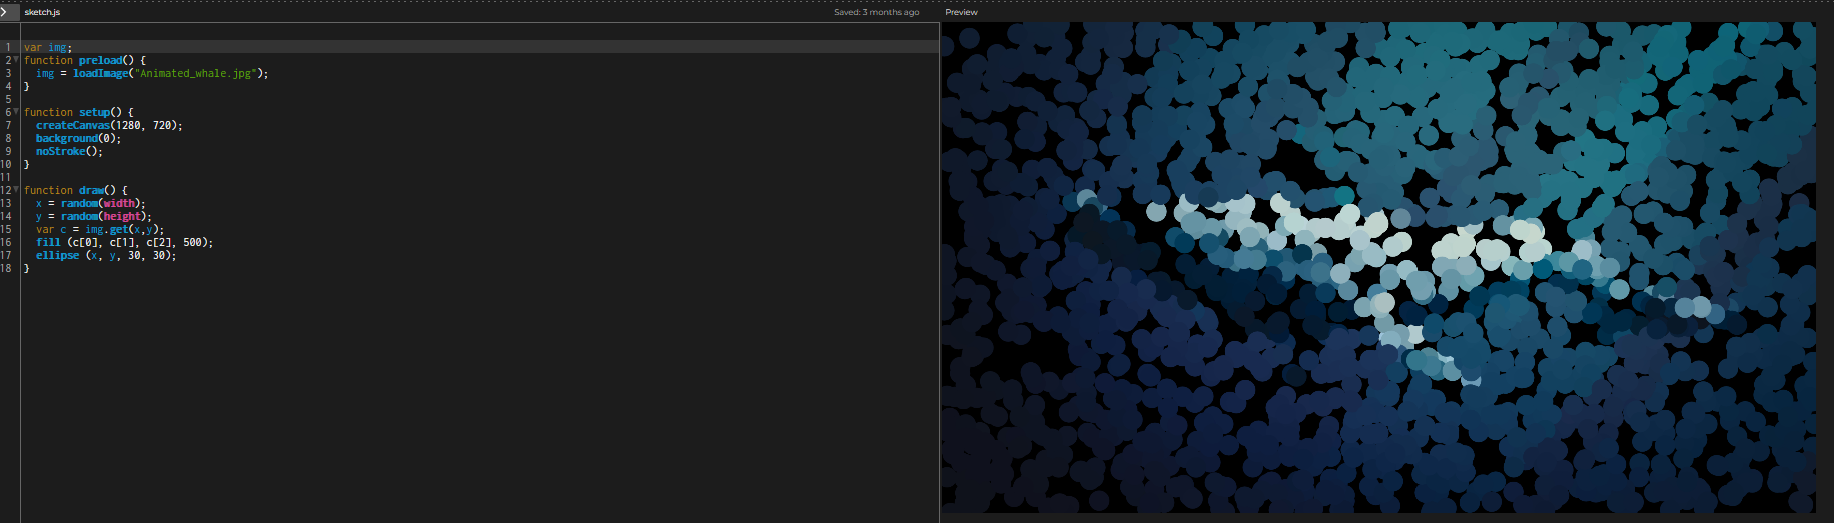 sketch.js
Saved: 3 months ago
Preview
1 var img;
2 function preload() {
3   img = loadImage("Animated_whale.jpg");
4 }
5
6 function setup() {
7   createCanvas(1280, 720);
8   background(0);
9   noStroke();
10 }
11
12 function draw() {
13   x = random(width);
14   y = random(height);
15   var c = img.get(x,y);
16   fill (c[0], c[1], c[2], 500);
17   ellipse (x, y, 30, 30);
18 }